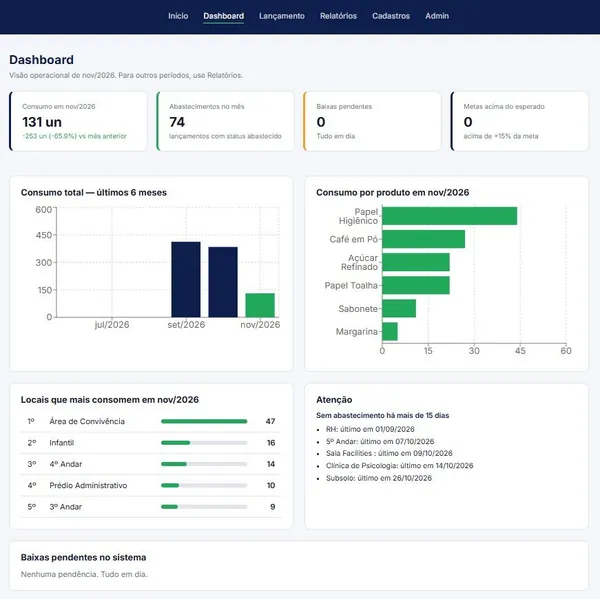 Início Dashboard Lançamento Relatórios Cadastros Admin
Dashboard
Visão operacional de nov/2026. Para outros períodos, use Relatórios.
Consumo em nov/2026
131 un
-253 un (-65.9%) vs mês anterior
Abastecimentos no mês
74
lançamentos com status abastecido
Baixas pendentes
0
Tudo em dia
Metas acima do esperado
0
acima de +15% da meta
Consumo total — últimos 6 meses
600
450
300
150
0
jul/2026 set/2026 nov/2026
Consumo por produto em nov/2026
Papel
Higiênico
Café em Pó
Açúcar
Refinado
Papel Toalha
Sabonete
Margarina
0 15 30 45 60
Locais que mais consomem em nov/2026
1º Área de Convivência 47
2º Infantil 16
3º 4º Andar 14
4º Prédio Administrativo 10
5º 3º Andar 9
Atenção
Sem abastecimento há mais de 15 dias
• RH: último em 01/09/2026
• 5º Andar: último em 07/10/2026
• Sala Facilities : último em 09/10/2026
• Clínica de Psicologia: último em 14/10/2026
• Subsolo: último em 26/10/2026
Baixas pendentes no sistema
Nenhuma pendência. Tudo em dia.